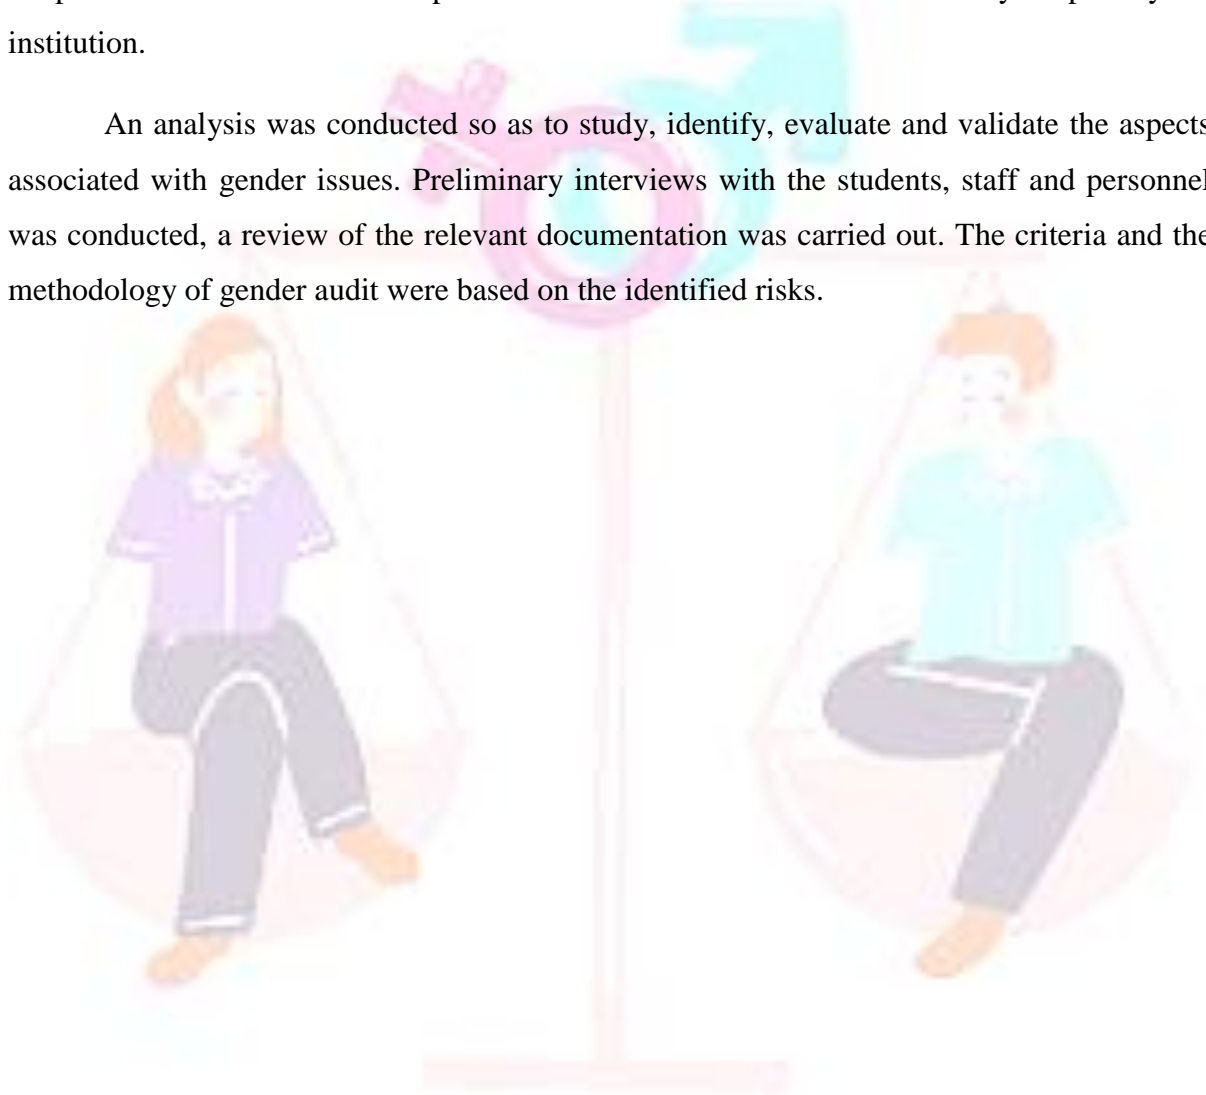 institution.
An analysis was conducted so as to study, identify, evaluate and validate the aspects
associated with gender issues. Preliminary interviews with the students, staff and personnel
was conducted, a review of the relevant documentation was carried out. The criteria and the
methodology of gender audit were based on the identified risks.